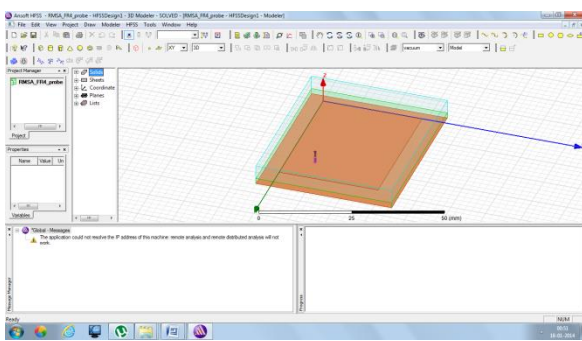 Ansoft HFSS - RMSA_FR4_probe - HFSSDesign1 - 3D Modeler - SOLVED - [RMSA_FR4_probe - HFSSDesign1 - Modeler]
File Edit View Project Draw Modeler HFSS Tools Window Help
XY 3D vacuum Model
Project Manager
RMSA_FR4_probe
Project
Properties
Name Value Un
Variables
Solids
Sheets
Coordinate
Planes
Lists
Z
0 25 50 (mm)
*Global - Messages
The application could not resolve the IP address of this machine: remote analysis and remote distributed analysis will not
work.
Message Manager
Progress
Ready
NUM